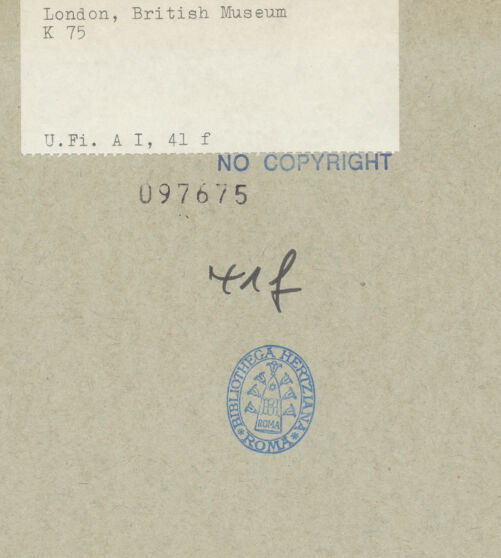 London, British Museum
K 75
U.Fi. A I, 41 f
NO COPYRIGHT
097675
41f
BIBLIOTHECA HERTZIANA
ROMA
*ROMA*